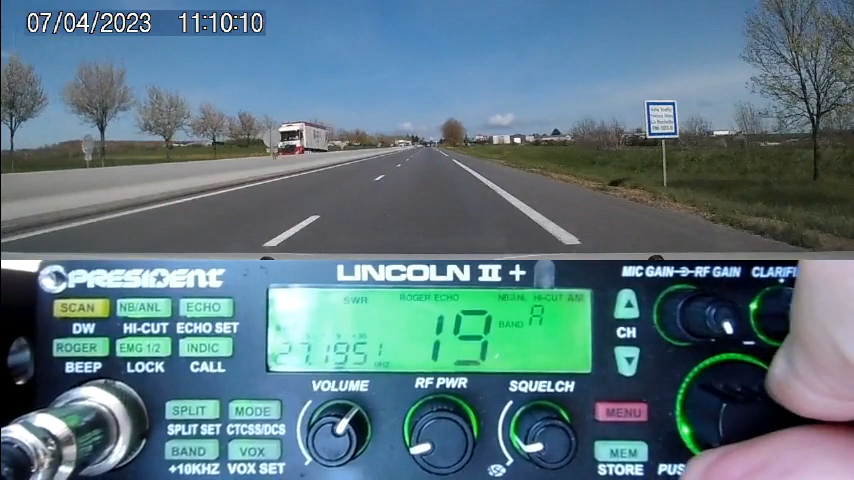 07/04/2023 11:10:10
PRESIDENT
LINCOLN II +
MIC GAIN RF GAIN CLARIFI
SCAN NB/ANL ECHO
DW HI-CUT ECHO SET
ROGER EMG 1/2 INDIC
BEEP LOCK CALL
SWR ROGER ECHO NB/ANL HI-CUT AM
19 BAND A
CH
VOLUME RF PWR SQUELCH
SPLIT MODE
SPLIT SET CTCSS/DCS
BAND VOX
+10KHZ VOX SET
MENU
MEM
STORE
PUS